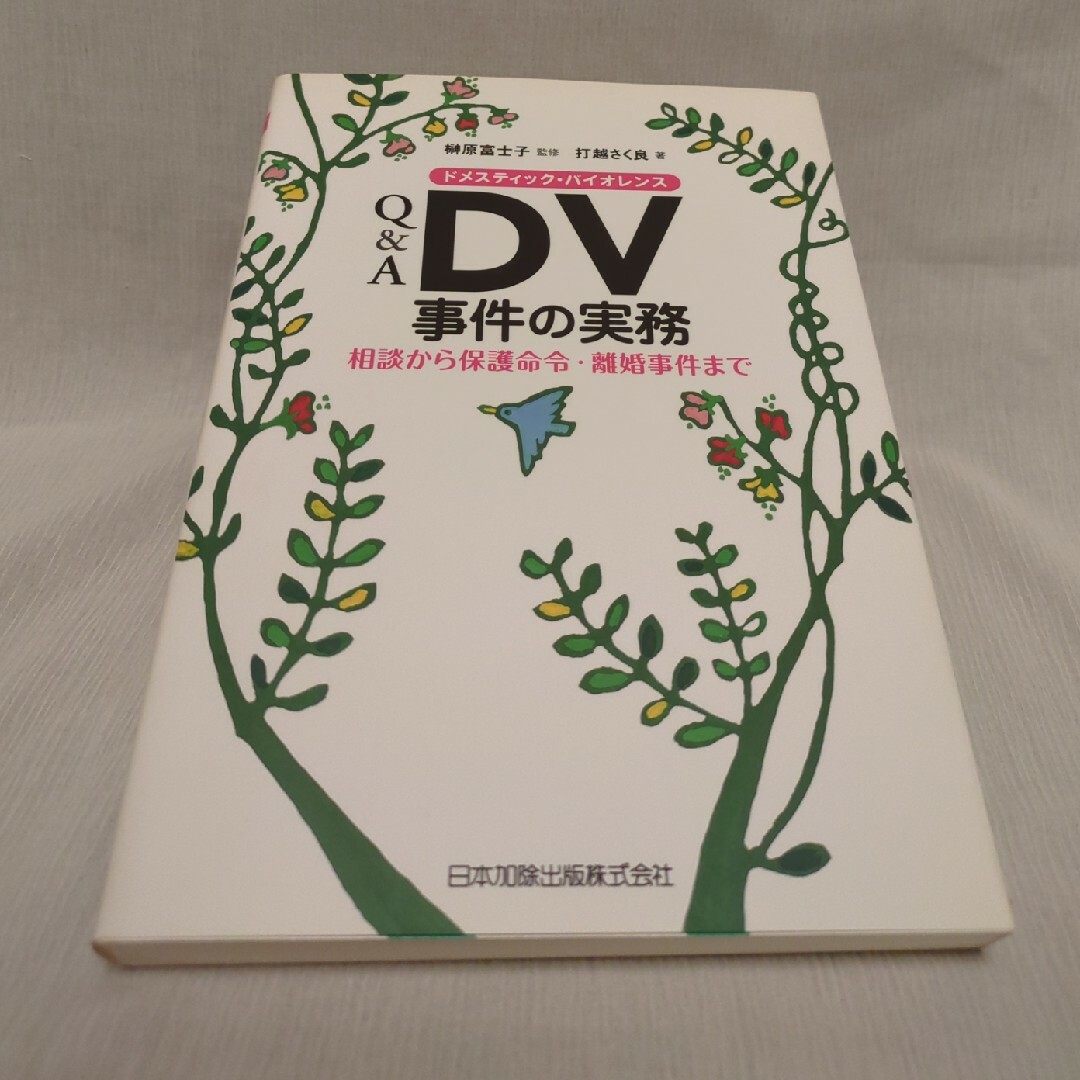 榊原富士子 監修 打越さく良 著
ドメスティック・バイオレンス
Q&A
DV
事件の実務
相談から保護命令・離婚事件まで
日本加除出版株式会社